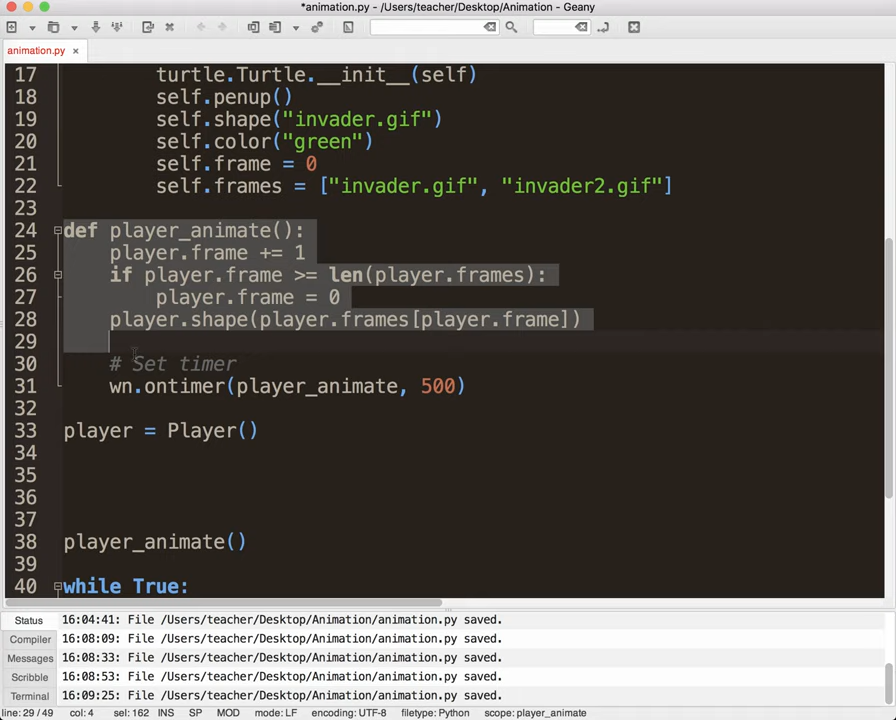 *animation.py - /Users/teacher/Desktop/Animation - Geany
animation.py ×
17 turtle.Turtle.__init__(self)
18 self.penup()
19 self.shape("invader.gif")
20 self.color("green")
21 self.frame = 0
22 self.frames = ["invader.gif", "invader2.gif"]
23
24 def player_animate():
25 player.frame += 1
26 if player.frame >= len(player.frames):
27 player.frame = 0
28 player.shape(player.frames[player.frame])
29
30 # Set timer
31 wn.ontimer(player_animate, 500)
32
33 player = Player()
34
35
36
37
38 player_animate()
39
40 while True:
Status
Compiler
Messages
Scribble
Terminal
16:04:41: File /Users/teacher/Desktop/Animation/animation.py saved.
16:08:09: File /Users/teacher/Desktop/Animation/animation.py saved.
16:08:33: File /Users/teacher/Desktop/Animation/animation.py saved.
16:08:53: File /Users/teacher/Desktop/Animation/animation.py saved.
16:09:25: File /Users/teacher/Desktop/Animation/animation.py saved.
line: 29 / 49 col: 4 sel: 162 INS SP MOD mode: LF encoding: UTF-8 filetype: Python scope: player_animate